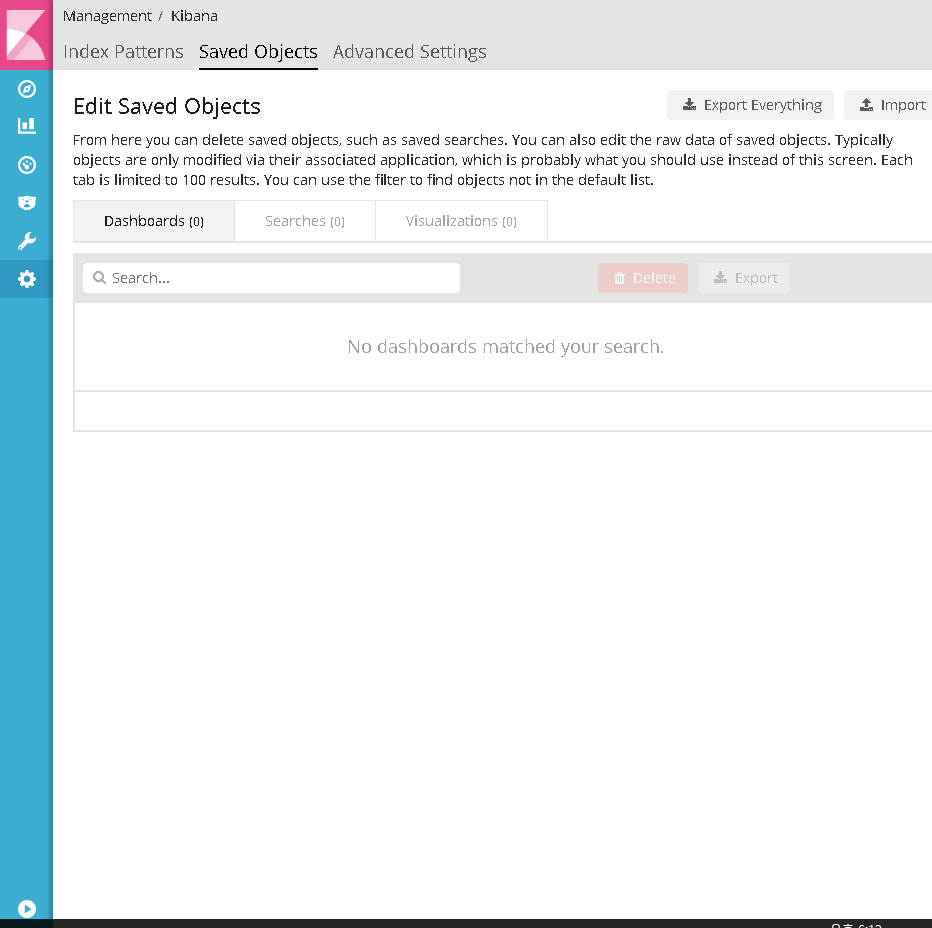 Management / Kibana
Index Patterns Saved Objects Advanced Settings
Edit Saved Objects
Export Everything
Import
From here you can delete saved objects, such as saved searches. You can also edit the raw data of saved objects. Typically
objects are only modified via their associated application, which is probably what you should use instead of this screen. Each
tab is limited to 100 results. You can use the filter to find objects not in the default list.
Dashboards (0) Searches (0) Visualizations (0)
Search...
Delete
Export
No dashboards matched your search.